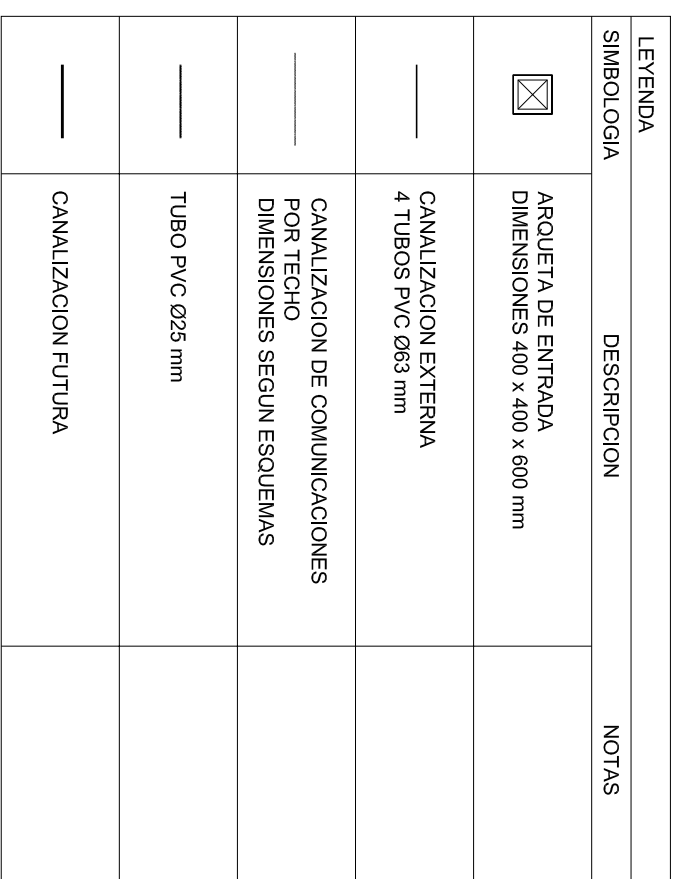 LEYENDA
SIMBOLOGIA DESCRIPCION NOTAS
ARQUETA DE ENTRADA
DIMENSIONES 400 x 400 x 600 mm
CANALIZACION EXTERNA
4 TUBOS PVC Ø63 mm
CANALIZACION DE COMUNICACIONES
POR TECHO
DIMENSIONES SEGUN ESQUEMAS
TUBO PVC Ø25 mm
CANALIZACION FUTURA